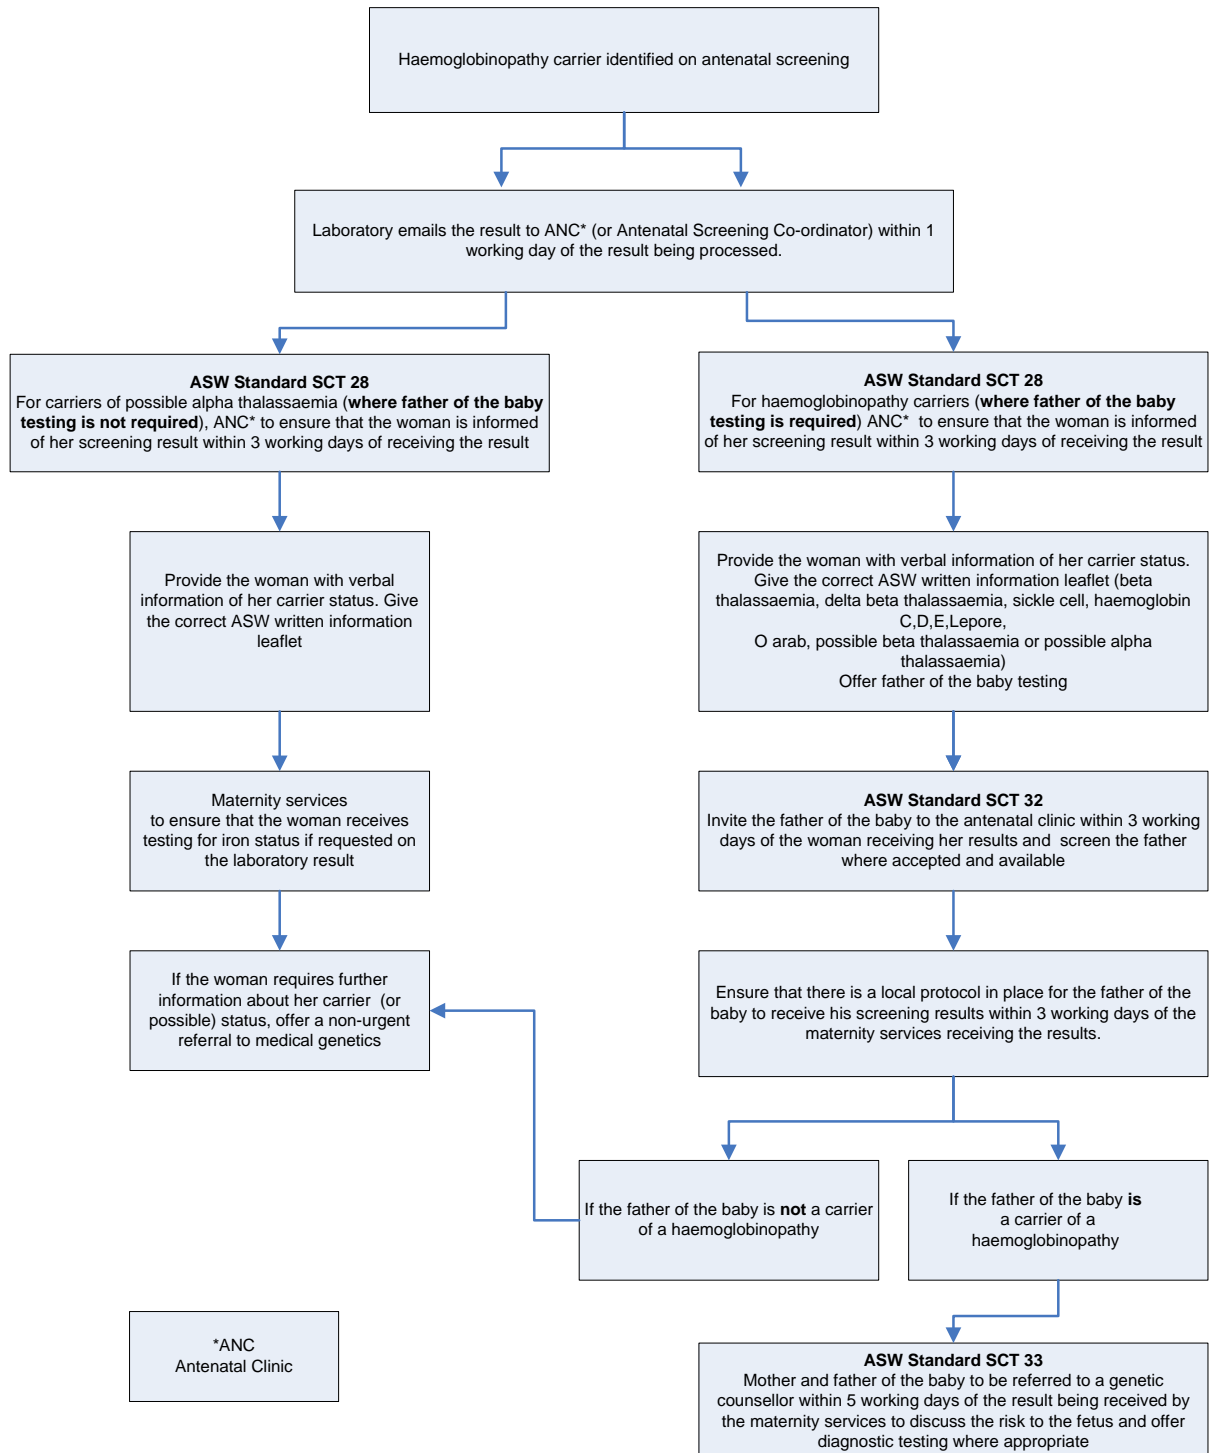 Haemoglobinopathy carrier identified on antenatal screening
Laboratory emails the result to ANC* (or Antenatal Screening Co-ordinator) within 1
working day of the result being processed.
ASW Standard SCT 28
For carriers of possible alpha thalassaemia (where father of the baby
testing is not required), ANC* to ensure that the woman is informed
of her screening result within 3 working days of receiving the result
ASW Standard SCT 28
For haemoglobinopathy carriers (where father of the baby
testing is required) ANC* to ensure that the woman is informed
of her screening result within 3 working days of receiving the result
Provide the woman with verbal
information of her carrier status. Give
the correct ASW written information
leaflet
Provide the woman with verbal information of her carrier status.
Give the correct ASW written information leaflet (beta
thalassaemia, delta beta thalassaemia, sickle cell, haemoglobin
C,D,E,Lepore,
O arab, possible beta thalassaemia or possible alpha
thalassaemia)
Offer father of the baby testing
Maternity services
to ensure that the woman receives
testing for iron status if requested on
the laboratory result
ASW Standard SCT 32
Invite the father of the baby to the antenatal clinic within 3 working
days of the woman receiving her results and screen the father
where accepted and available
If the woman requires further
information about her carrier (or
possible) status, offer a non-urgent
referral to medical genetics
Ensure that there is a local protocol in place for the father of the
baby to receive his screening results within 3 working days of the
maternity services receiving the results.
If the father of the baby is not a carrier
of a haemoglobinopathy
If the father of the baby is
a carrier of a
haemoglobinopathy
*ANC
Antenatal Clinic
ASW Standard SCT 33
Mother and father of the baby to be referred to a genetic
counsellor within 5 working days of the result being received by
the maternity services to discuss the risk to the fetus and offer
diagnostic testing where appropriate